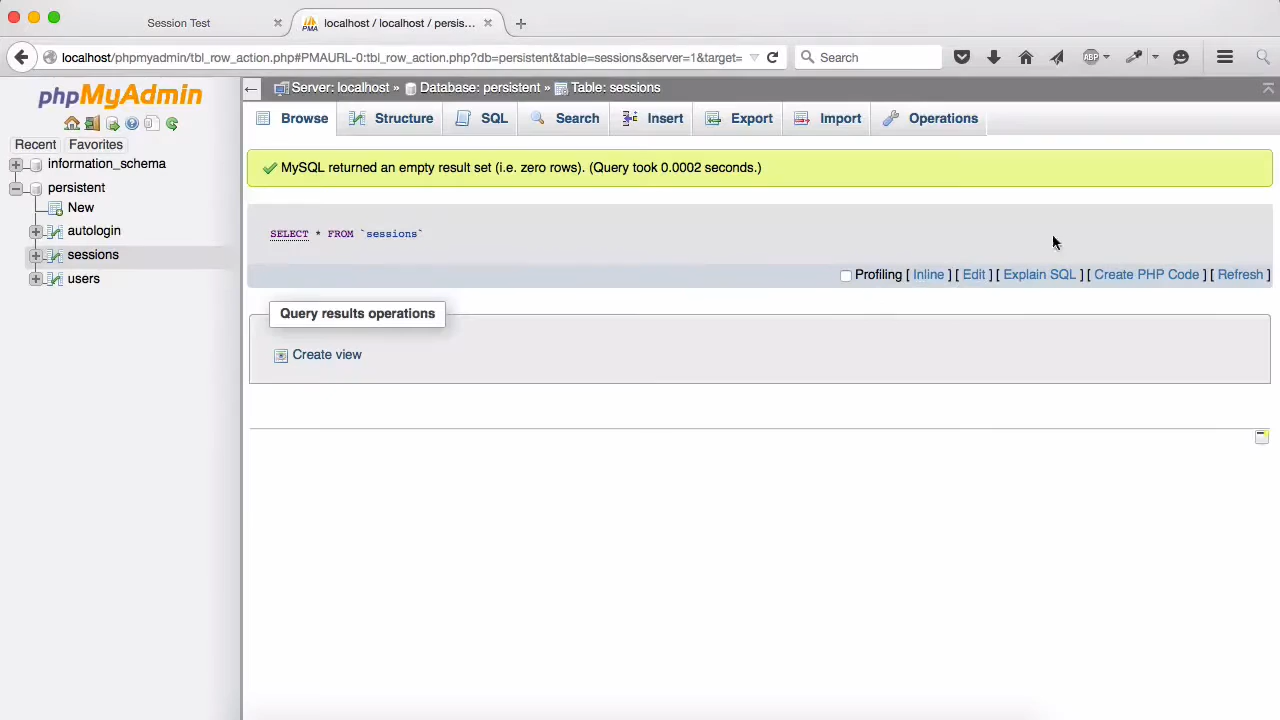 Session Test
localhost / localhost / persis...
localhost/phpmyadmin/tbl_row_action.php#PMAURL-0:tbl_row_action.php?db=persistent&table=sessions&server=1&target=
Search
ABP
phpMyAdmin
Recent Favorites
information_schema
persistent
New
autologin
sessions
users
Server: localhost » Database: persistent » Table: sessions
Browse Structure SQL Search Insert Export Import Operations
MySQL returned an empty result set (i.e. zero rows). (Query took 0.0002 seconds.)
SELECT * FROM `sessions`
Profiling [ Inline ] [ Edit ] [ Explain SQL ] [ Create PHP Code ] [ Refresh ]
Query results operations
Create view